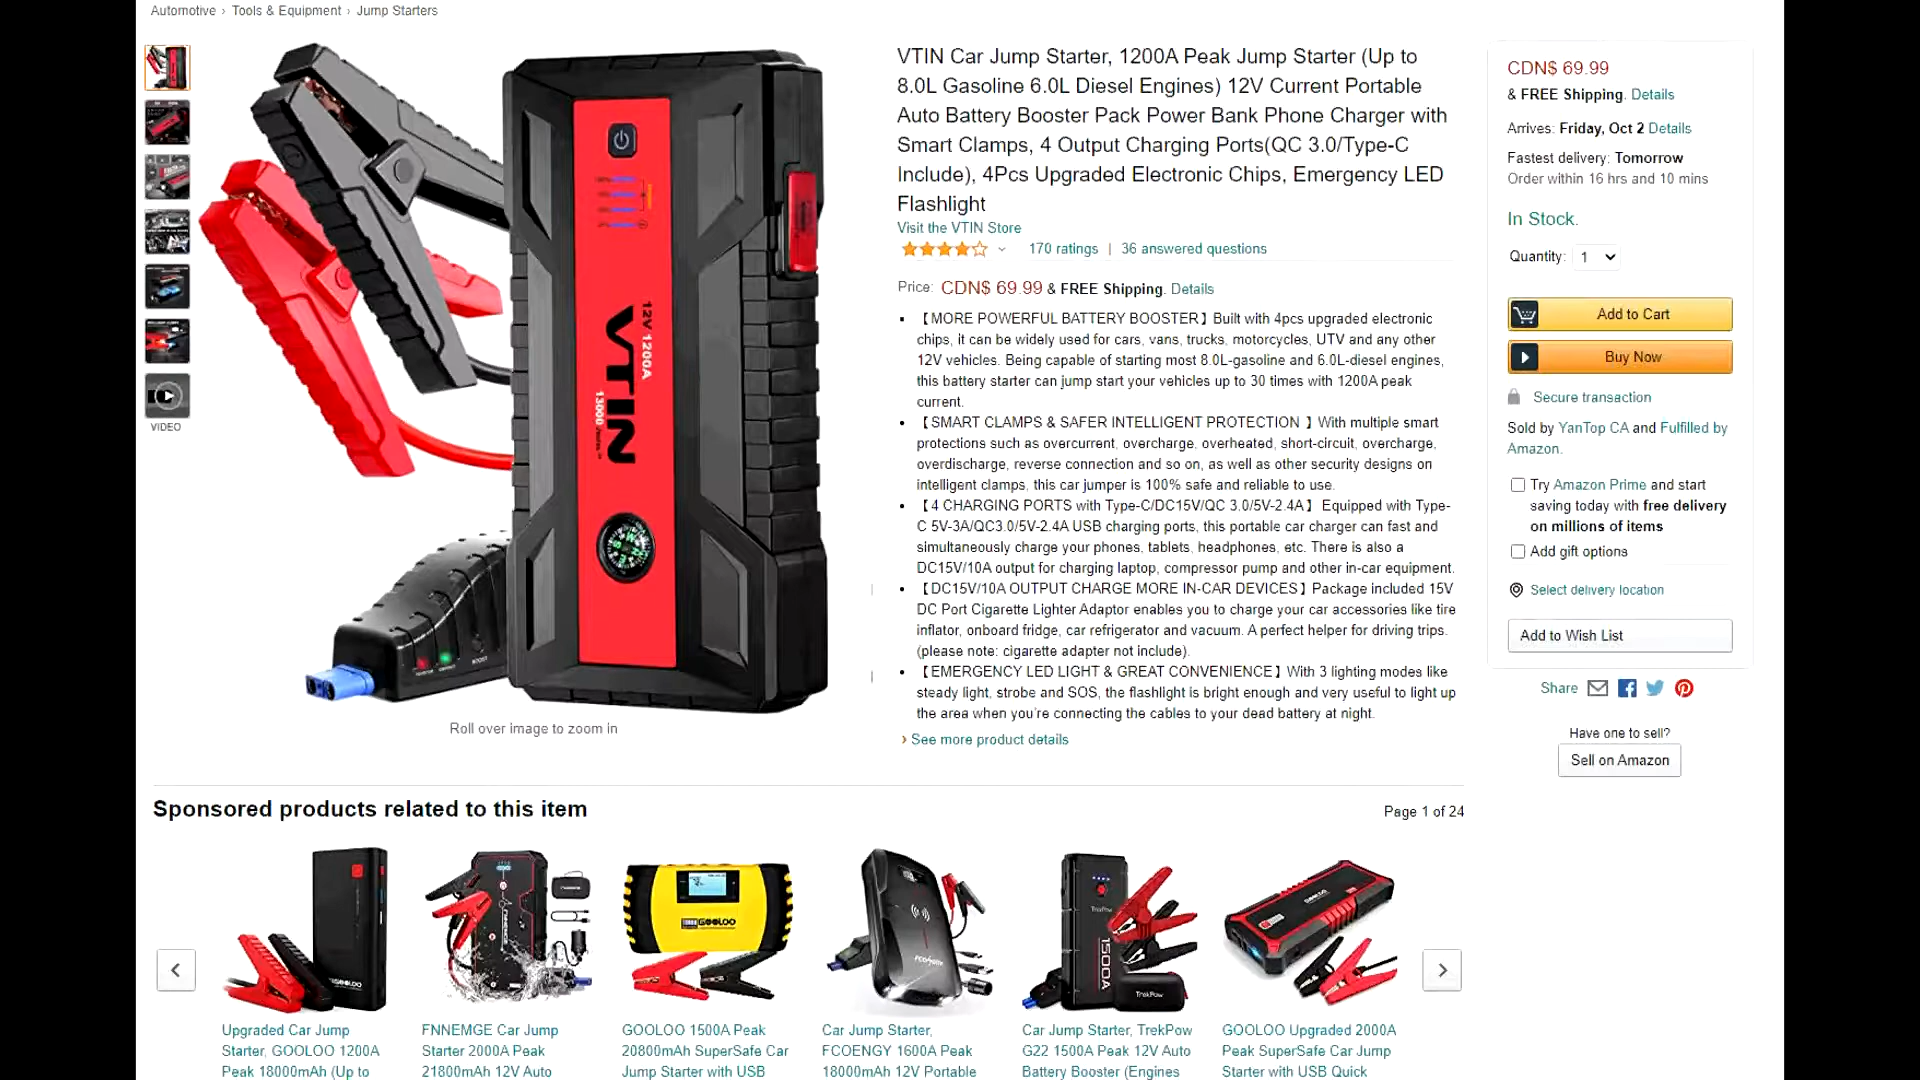 Automotive › Tools & Equipment › Jump Starters
VIDEO
12V 1200A
VTIN
13000
Roll over image to zoom in
VTIN Car Jump Starter, 1200A Peak Jump Starter (Up to
8.0L Gasoline 6.0L Diesel Engines) 12V Current Portable
Auto Battery Booster Pack Power Bank Phone Charger with
Smart Clamps, 4 Output Charging Ports(QC 3.0/Type-C
Include), 4Pcs Upgraded Electronic Chips, Emergency LED
Flashlight
Visit the VTIN Store
170 ratings | 36 answered questions
Price: CDN$ 69.99 & FREE Shipping. Details
• 【MORE POWERFUL BATTERY BOOSTER】Built with 4pcs upgraded electronic
chips, it can be widely used for cars, vans, trucks, motorcycles, UTV and any other
12V vehicles. Being capable of starting most 8.0L-gasoline and 6.0L-diesel engines,
this battery starter can jump start your vehicles up to 30 times with 1200A peak
current.
• 【SMART CLAMPS & SAFER INTELLIGENT PROTECTION 】With multiple smart
protections such as overcurrent, overcharge, overheated, short-circuit, overcharge,
overdischarge, reverse connection and so on, as well as other security designs on
intelligent clamps, this car jumper is 100% safe and reliable to use.
• 【4 CHARGING PORTS with Type-C/DC15V/QC 3.0/5V-2.4A】Equipped with Type-
C 5V-3A/QC3.0/5V-2.4A USB charging ports, this portable car charger can fast and
simultaneously charge your phones, tablets, headphones, etc. There is also a
DC15V/10A output for charging laptop, compressor pump and other in-car equipment.
• 【DC15V/10A OUTPUT CHARGE MORE IN-CAR DEVICES】Package included 15V
DC Port Cigarette Lighter Adaptor enables you to charge your car accessories like tire
inflator, onboard fridge, car refrigerator and vacuum. A perfect helper for driving trips.
(please note: cigarette adapter not include).
• 【EMERGENCY LED LIGHT & GREAT CONVENIENCE】With 3 lighting modes like
steady light, strobe and SOS, the flashlight is bright enough and very useful to light up
the area when you're connecting the cables to your dead battery at night.
› See more product details
CDN$ 69.99
& FREE Shipping. Details
Arrives: Friday, Oct 2 Details
Fastest delivery: Tomorrow
Order within 16 hrs and 10 mins
In Stock.
Quantity: 1
Add to Cart
Buy Now
Secure transaction
Sold by YanTop CA and Fulfilled by
Amazon.
Try Amazon Prime and start
saving today with free delivery
on millions of items
Add gift options
Select delivery location
Add to Wish List
Share
Have one to sell?
Sell on Amazon
Sponsored products related to this item
Page 1 of 24
GOOLOO
GOOLOO
TrekPow
1500A
TrekPow
Upgraded Car Jump
Starter, GOOLOO 1200A
Peak 18000mAh (Up to
FNNEMGE Car Jump
Starter 2000A Peak
21800mAh 12V Auto
GOOLOO 1500A Peak
20800mAh SuperSafe Car
Jump Starter with USB
Car Jump Starter,
FCOENGY 1600A Peak
18000mAh 12V Portable
Car Jump Starter, TrekPow
G22 1500A Peak 12V Auto
Battery Booster (Engines
GOOLOO Upgraded 2000A
Peak SuperSafe Car Jump
Starter with USB Quick